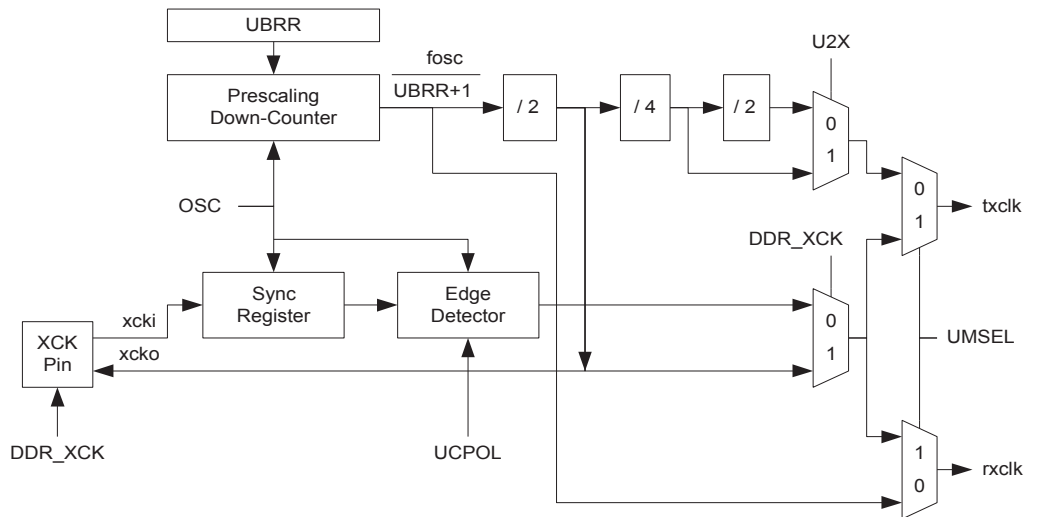 UBRR
fosc
U2X
Prescaling
Down-Counter
UBRR+1
/ 2
/ 4
/ 2
0
1
OSC
0
1
txclk
DDR_XCK
Sync
Register
Edge
Detector
xcki
0
1
UMSEL
XCK
Pin
xcko
DDR_XCK
UCPOL
1
0
rxclk